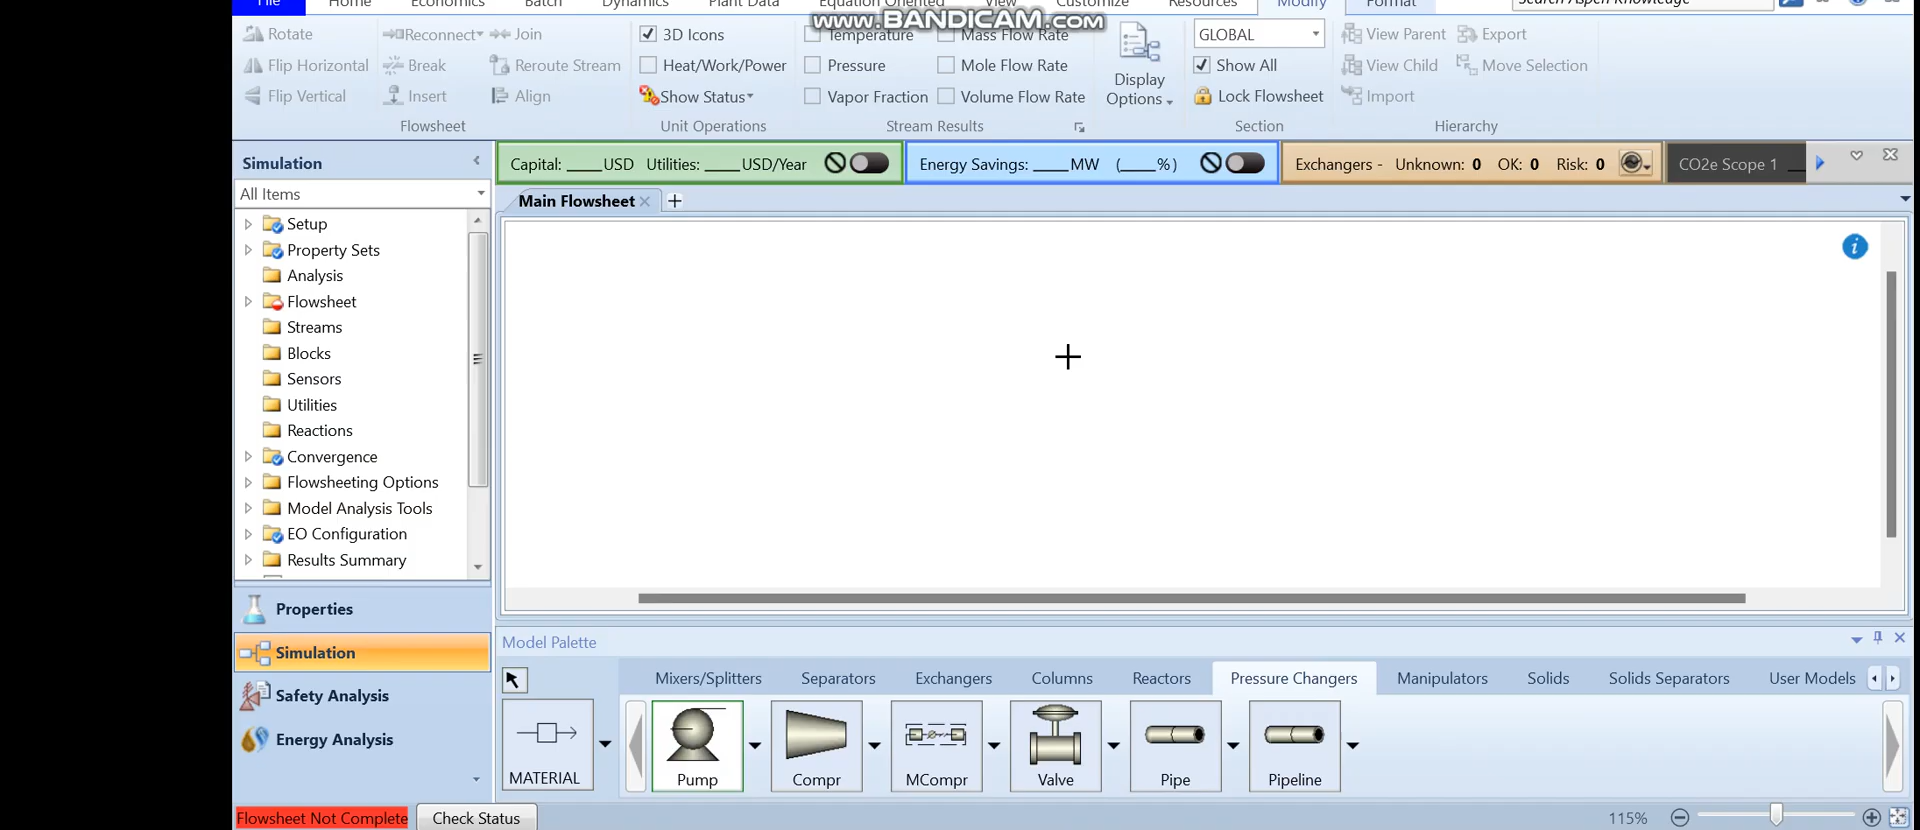 File Home Economics Batch Dynamics Plant Data Equation Oriented View Customize Resources Modify Format Search Aspen Knowledge
www.BANDICAM.com
Rotate Reconnect Join 3D Icons Temperature Mass Flow Rate GLOBAL View Parent Export
Flip Horizontal Break Reroute Stream Heat/Work/Power Pressure Mole Flow Rate Display Show All View Child Move Selection
Flip Vertical Insert Align Show Status Vapor Fraction Volume Flow Rate Options Lock Flowsheet Import
Flowsheet Unit Operations Stream Results Section Hierarchy
Simulation
Capital: ____USD Utilities: ____USD/Year Energy Savings: ____MW (____%) Exchangers - Unknown: 0 OK: 0 Risk: 0 CO2e Scope 1 __
All Items
Main Flowsheet
Setup
Property Sets
Analysis
Flowsheet
Streams
Blocks
Sensors
Utilities
Reactions
Convergence
Flowsheeting Options
Model Analysis Tools
EO Configuration
Results Summary
Properties
Simulation
Safety Analysis
Energy Analysis
Model Palette
Mixers/Splitters Separators Exchangers Columns Reactors Pressure Changers Manipulators Solids Solids Separators User Models
MATERIAL Pump Compr MCompr Valve Pipe Pipeline
Flowsheet Not Complete Check Status 115%